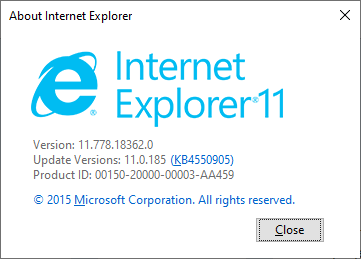 About Internet Explorer
Internet
Explorer®11
Version: 11.778.18362.0
Update Versions: 11.0.185 (KB4550905)
Product ID: 00150-20000-00003-AA459
© 2015 Microsoft Corporation. All rights reserved.
Close